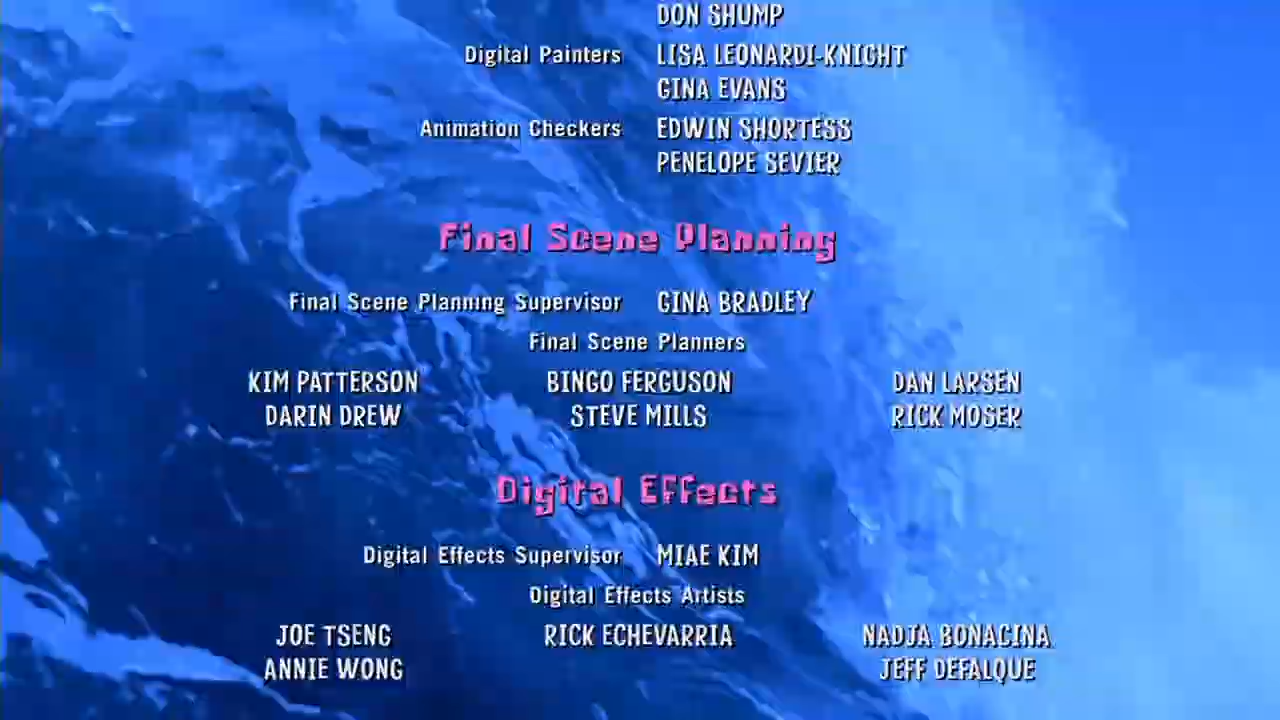 DON SHUMP
Digital Painters LISA LEONARDI-KNIGHT
GINA EVANS
Animation Checkers EDWIN SHORTESS
PENELOPE SEVIER
Final Scene Planning
Final Scene Planning Supervisor GINA BRADLEY
Final Scene Planners
KIM PATTERSON BINGO FERGUSON DAN LARSEN
DARIN DREW STEVE MILLS RICK MOSER
Digital Effects
Digital Effects Supervisor MIAE KIM
Digital Effects Artists
JOE TSENG RICK ECHEVARRIA NADJA BONACINA
ANNIE WONG JEFF DEFALQUE